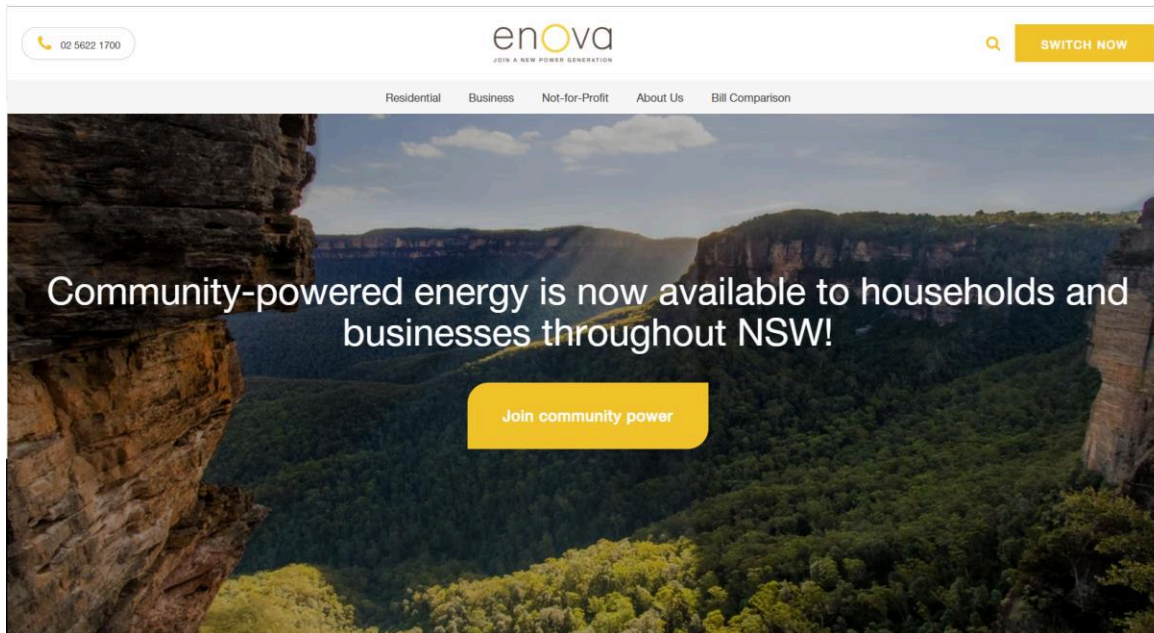 02 5622 1700
enova
JOIN A NEW POWER GENERATION
SWITCH NOW
Residential Business Not-for-Profit About Us Bill Comparison
Community-powered energy is now available to households and
businesses throughout NSW!
Join community power